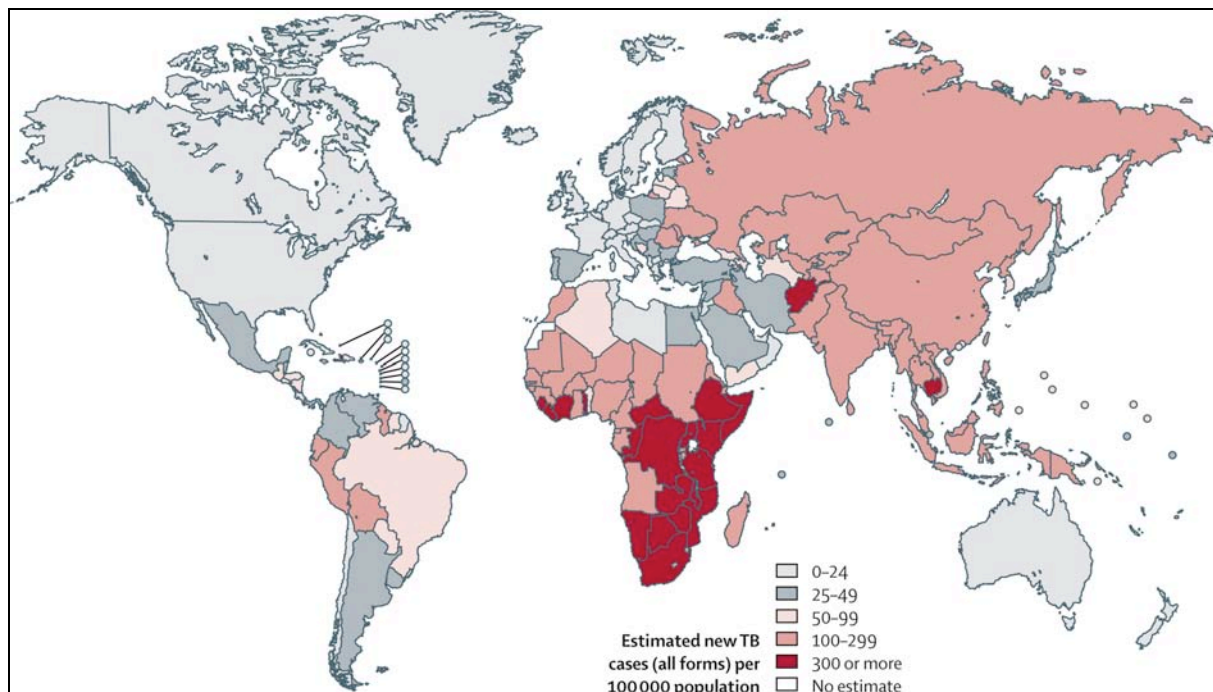 0–24
25–49
50–99
Estimated new TB 100–299
cases (all forms) per 300 or more
100 000 population No estimate